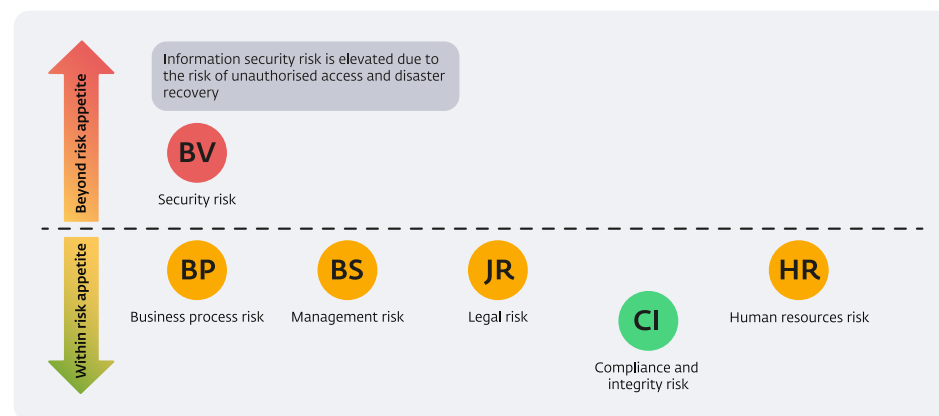 Beyond risk appetite
Information security risk is elevated due to
the risk of unauthorised access and disaster
recovery
BV
Security risk
Within risk appetite
BP
Business process risk
BS
Management risk
JR
Legal risk
CI
Compliance and
integrity risk
HR
Human resources risk